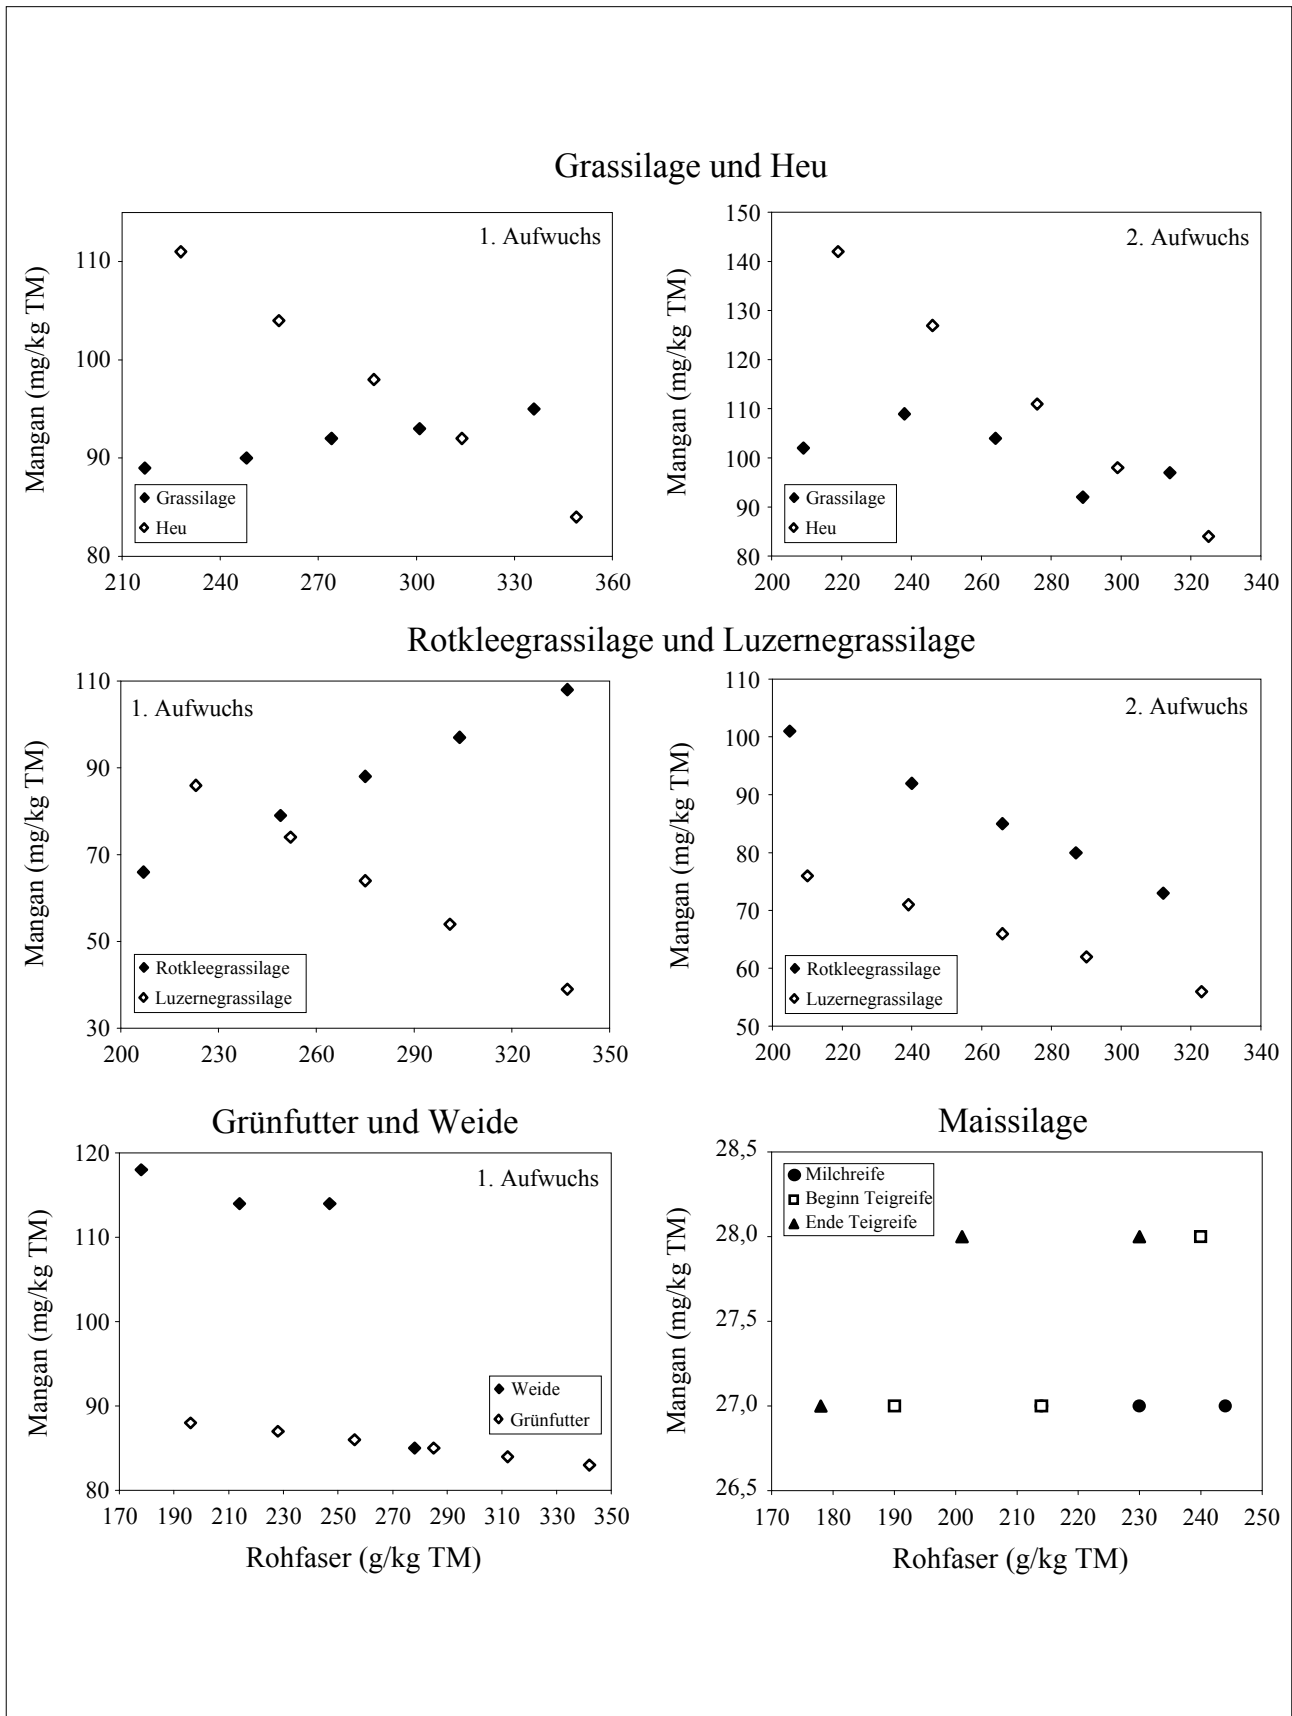 Grassilage und Heu
1. Aufwuchs
Mangan (mg/kg TM)
110
100
90
80
210 240 270 300 330 360
Grassilage
Heu
2. Aufwuchs
Mangan (mg/kg TM)
150
140
130
120
110
100
90
80
200 220 240 260 280 300 320 340
Grassilage
Heu
Rotkleegrassilage und Luzernegrassilage
1. Aufwuchs
Mangan (mg/kg TM)
110
90
70
50
30
200 230 260 290 320 350
Rotkleegrassilage
Luzernegrassilage
2. Aufwuchs
Mangan (mg/kg TM)
110
100
90
80
70
60
50
200 220 240 260 280 300 320 340
Rotkleegrassilage
Luzernegrassilage
Grünfutter und Weide
1. Aufwuchs
Mangan (mg/kg TM)
120
110
100
90
80
170 190 210 230 250 270 290 310 330 350
Weide
Grünfutter
Rohfaser (g/kg TM)
Maissilage
Mangan (mg/kg TM)
28,5
28,0
27,5
27,0
26,5
170 180 190 200 210 220 230 240 250
Milchreife
Beginn Teigreife
Ende Teigreife
Rohfaser (g/kg TM)